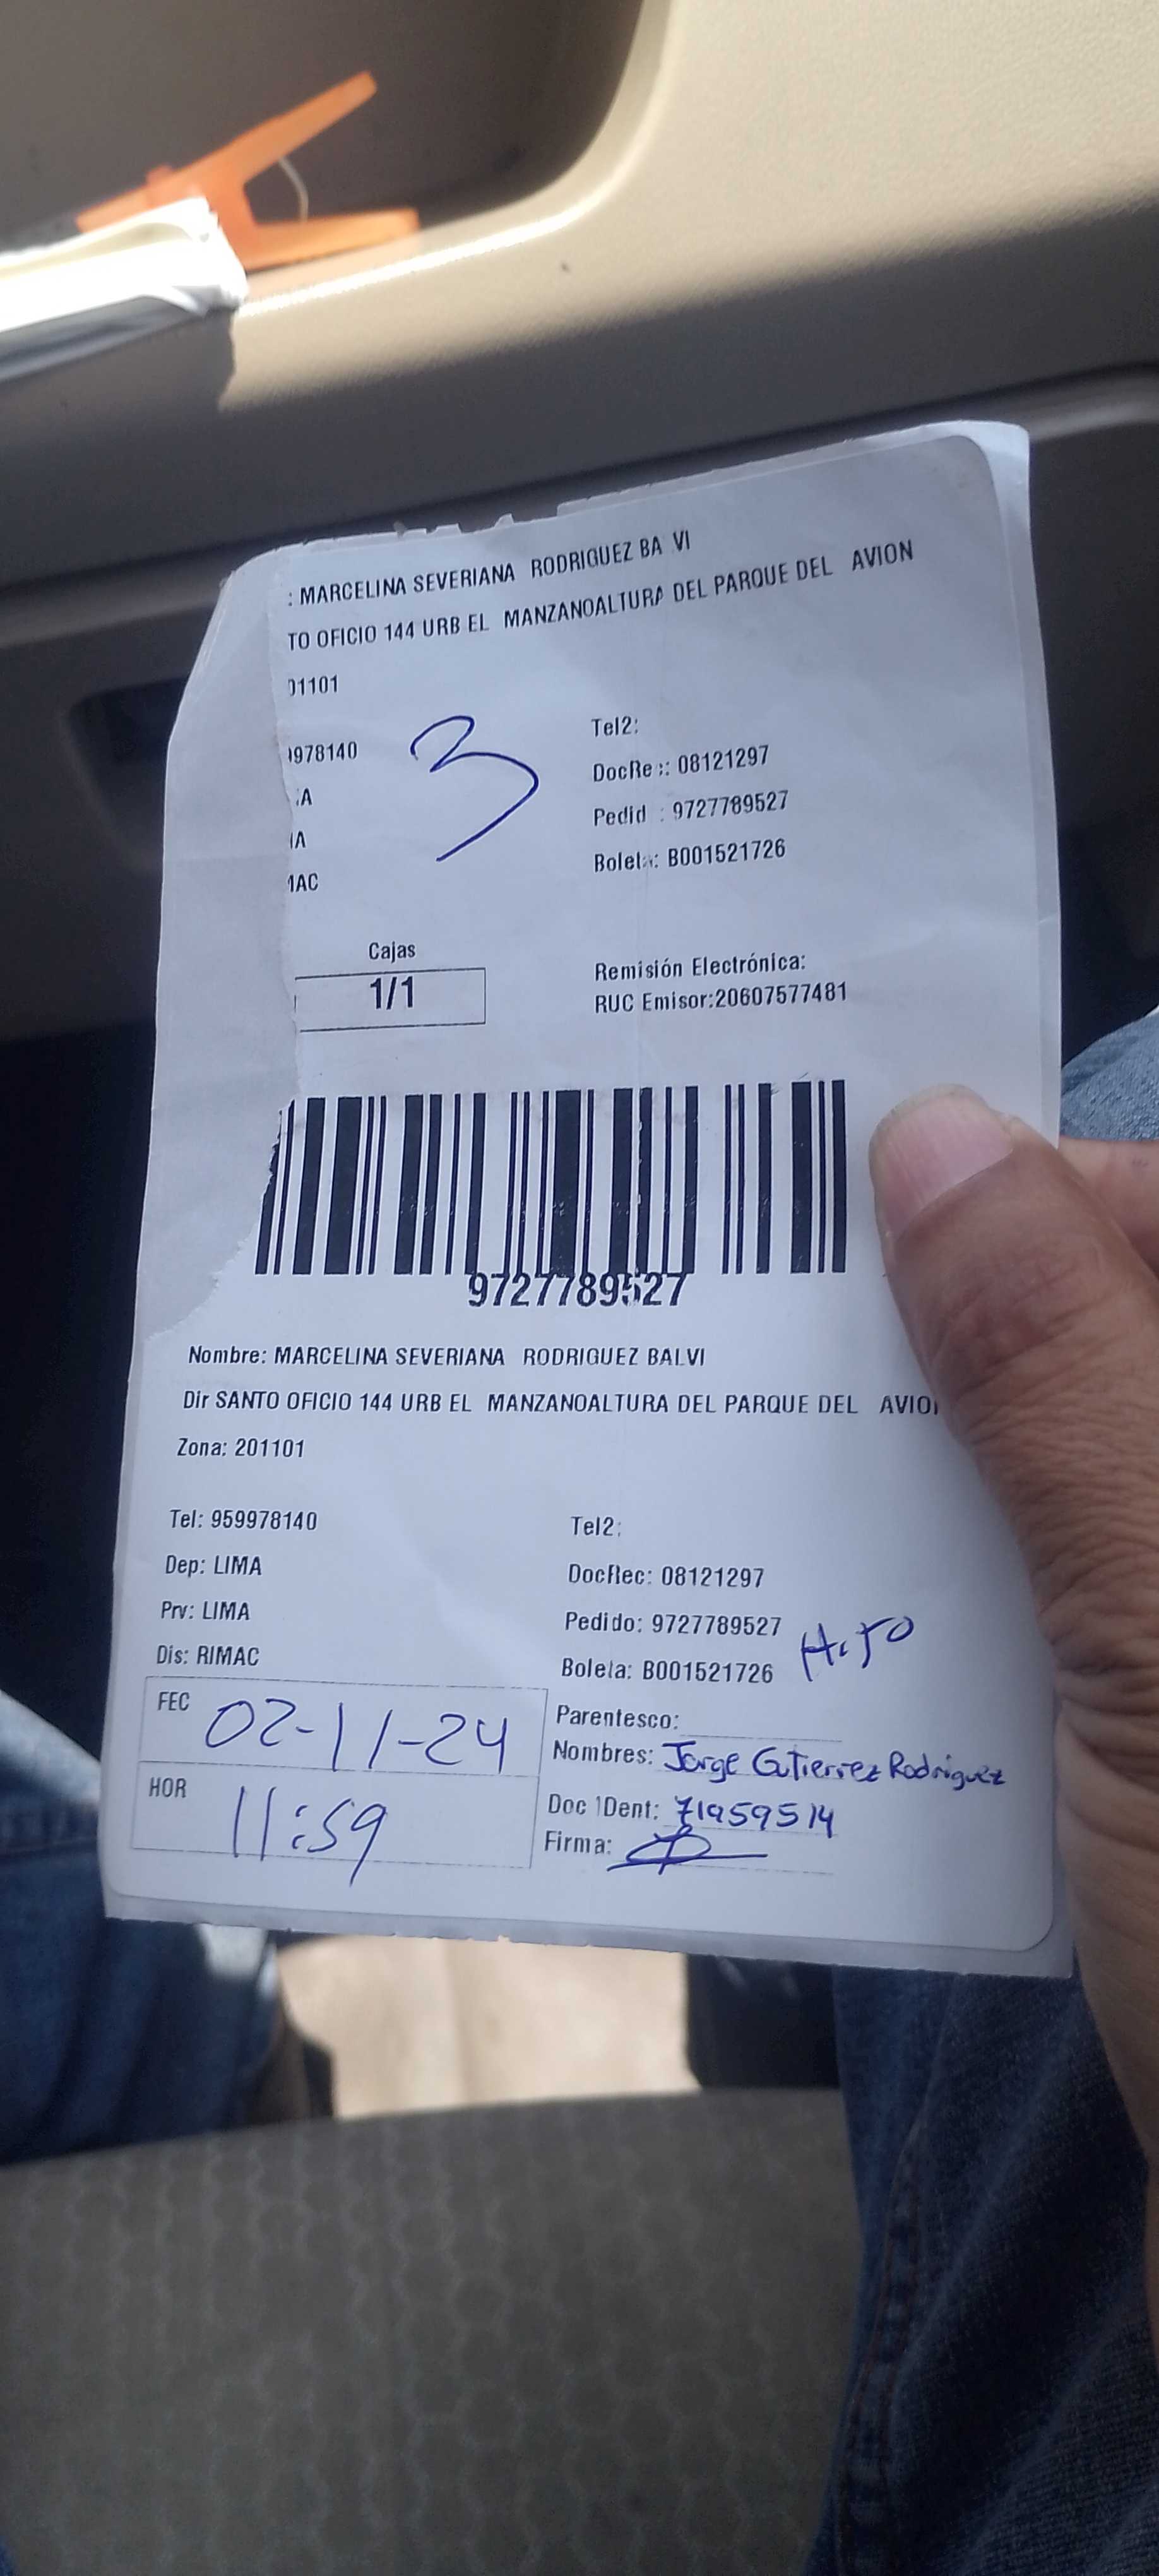 : MARCELINA SEVERIANA RODRIGUEZ BA VI
TO OFICIO 144 URB EL MANZANOALTURA DEL PARQUE DEL AVION
01101
3
Tel2:
978140
DocRe : 08121297
A
Pedid : 9727789527
A
Boleta: B001521726
MAC
Cajas
1/1
Remisión Electrónica:
RUC Emisor:20607577481
9727789527
Nombre: MARCELINA SEVERIANA RODRIGUEZ BALVI
Dir SANTO OFICIO 144 URB EL MANZANOALTURA DEL PARQUE DEL AVIO
Zona: 201101
Tel: 959978140
Tel2:
Dep: LIMA
DocRec: 08121297
Prv: LIMA
Pedido: 9727789527
Hijo
Dis: RIMAC
Boleta: B001521726
FEC 02-11-24
Parentesco:
Nombres: Jorge Gutierrez Rodriguez
HOR 11:59
Doc IDent: 71959514
Firma: